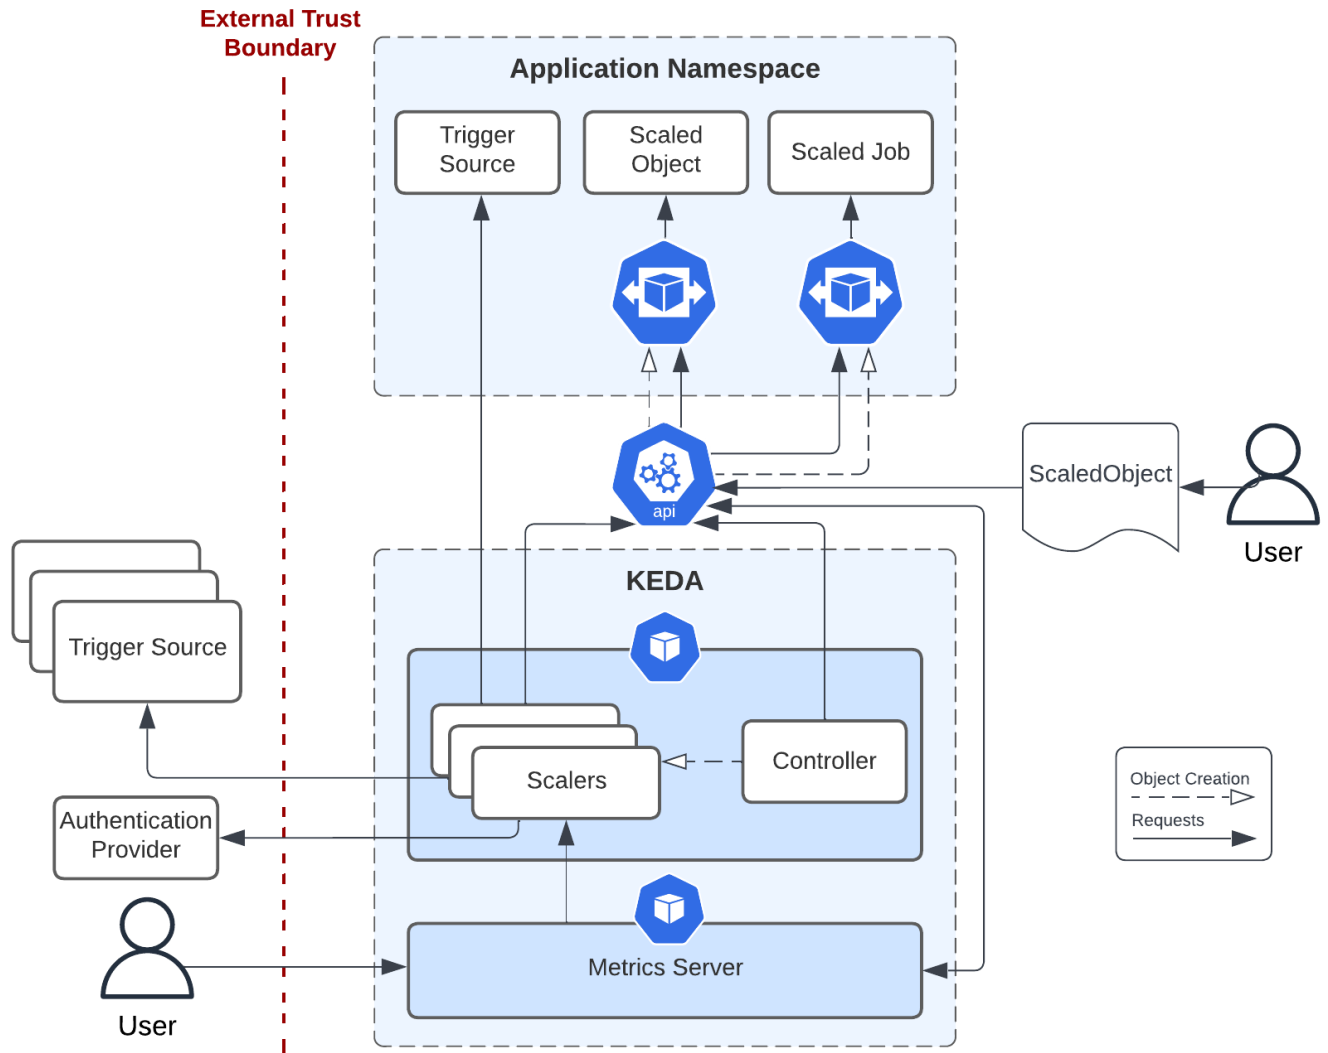 External Trust
Boundary
Application Namespace
Trigger
Source
Scaled
Object
Scaled Job
api
ScaledObject
User
KEDA
Trigger Source
Scalers
Controller
Authentication
Provider
Object Creation
Requests
Metrics Server
User